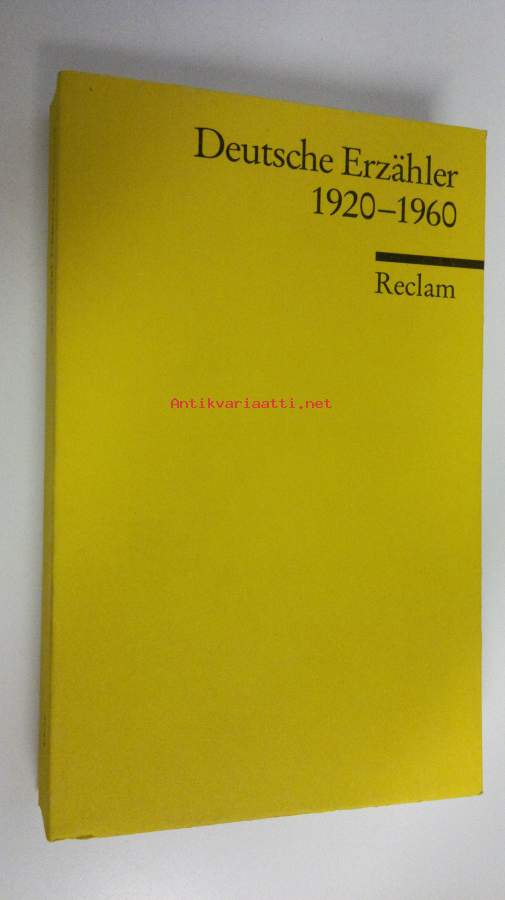 Deutsche Erzähler
1920–1960
Reclam
Antikvariaatti.net